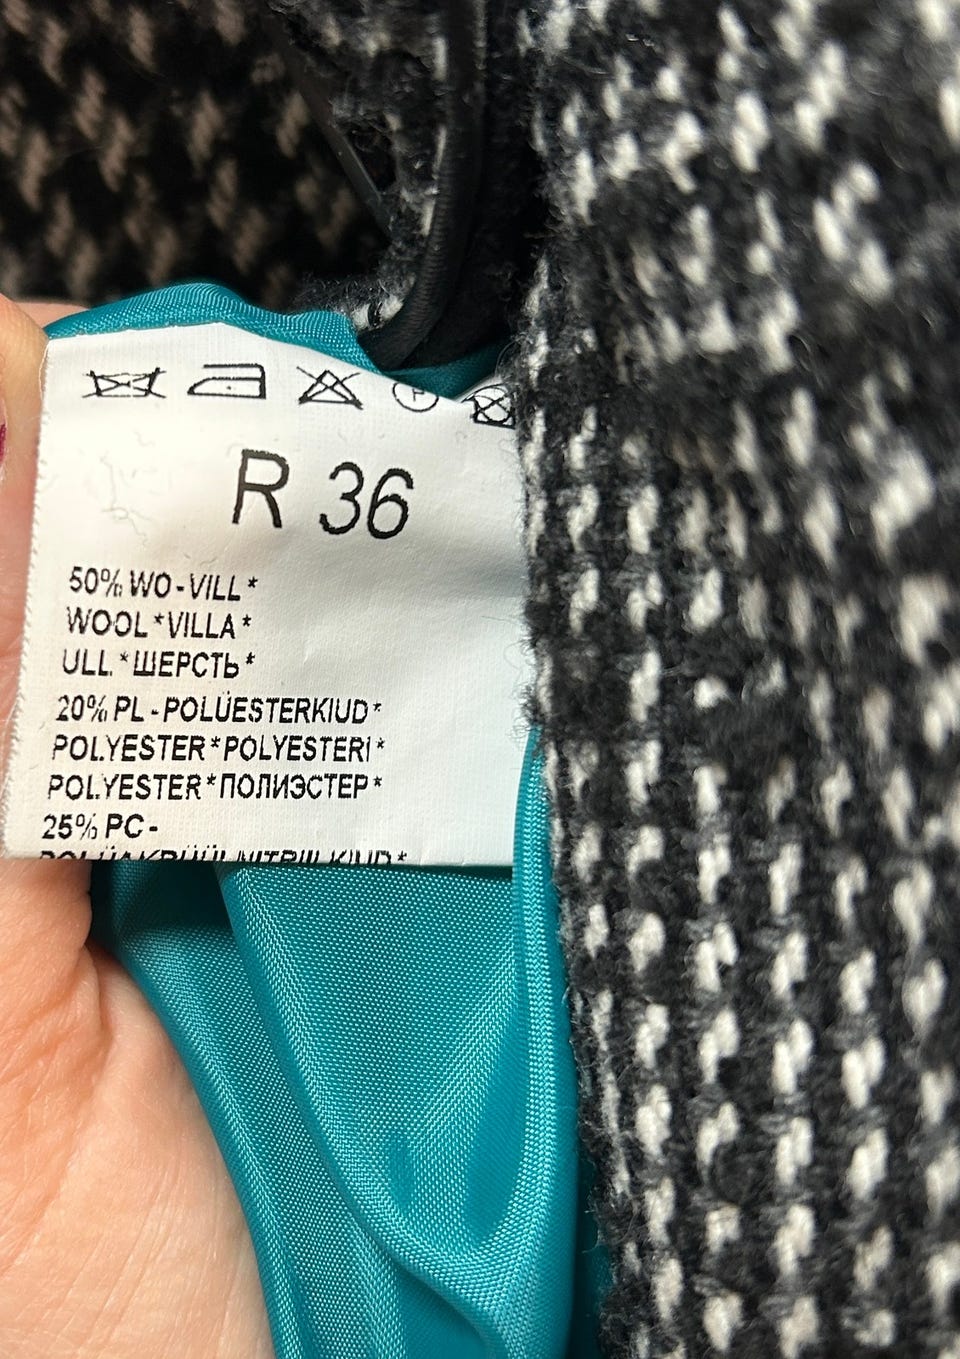 P
R 36
50% WO-VILL*
WOOL*VILLA*
ULL*ШЕРСТЬ*
20% PL-POLÜESTERKIUD*
POLYESTER*POLYESTERI*
POLYESTER*ПОЛИЭСТЕР*
25% PC-